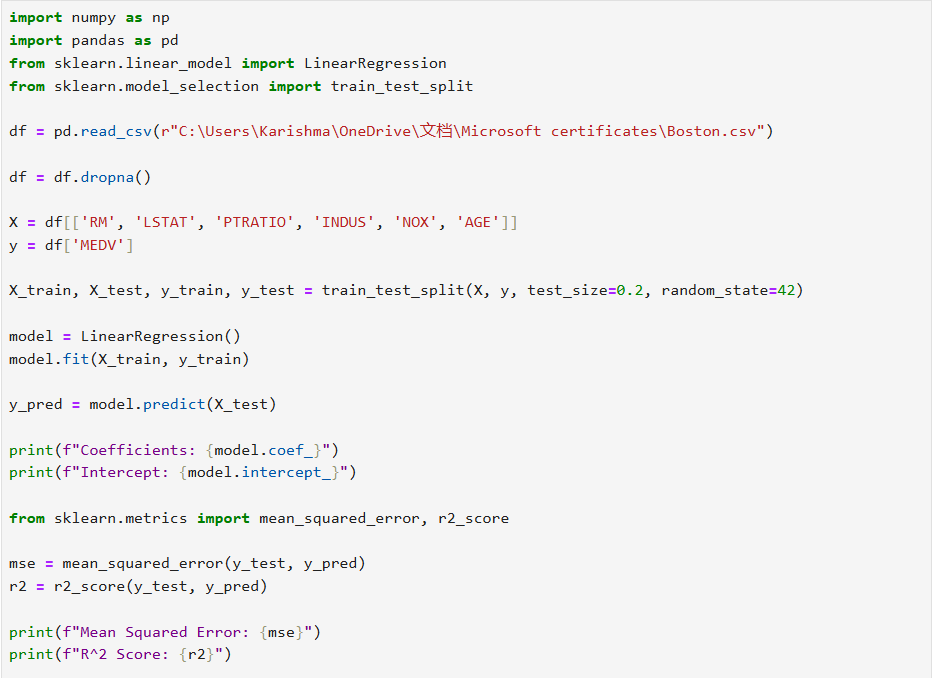 import numpy as np
import pandas as pd
from sklearn.linear_model import LinearRegression
from sklearn.model_selection import train_test_split
df = pd.read_csv(r"C:\Users\Karishma\OneDrive\文档\Microsoft certificates\Boston.csv")
df = df.dropna()
X = df[['RM', 'LSTAT', 'PTRATIO', 'INDUS', 'NOX', 'AGE']]
y = df['MEDV']
X_train, X_test, y_train, y_test = train_test_split(X, y, test_size=0.2, random_state=42)
model = LinearRegression()
model.fit(X_train, y_train)
y_pred = model.predict(X_test)
print(f"Coefficients: {model.coef_}")
print(f"Intercept: {model.intercept_}")
from sklearn.metrics import mean_squared_error, r2_score
mse = mean_squared_error(y_test, y_pred)
r2 = r2_score(y_test, y_pred)
print(f"Mean Squared Error: {mse}")
print(f"R^2 Score: {r2}")